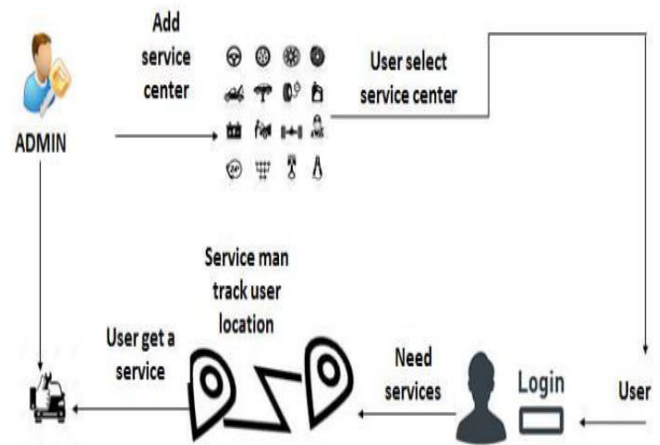 Add
service
center
ADMIN
User select
service center
Service man
track user
location
User get a
service
Need
services
Login
User